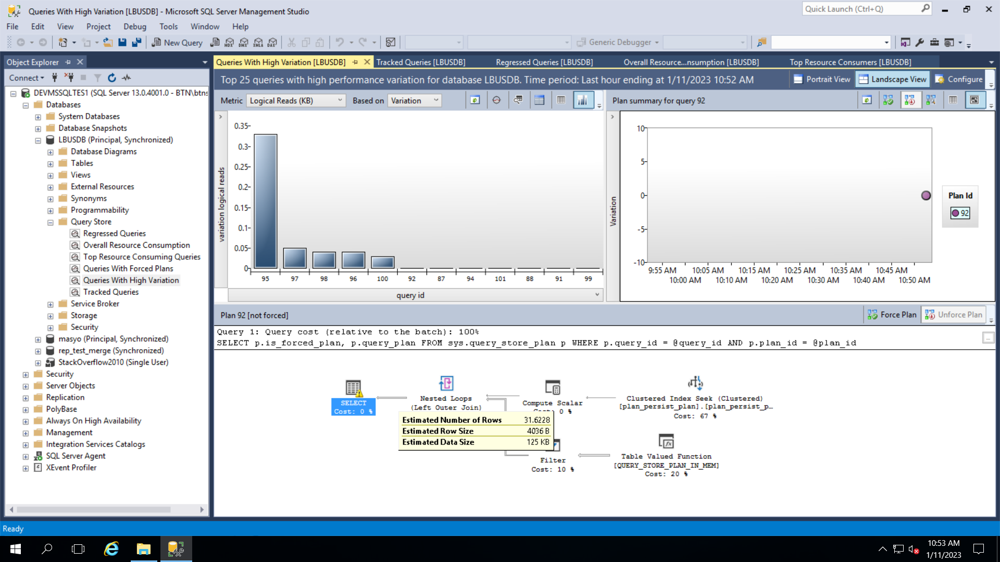 Queries With High Variation [LBUSDB] - Microsoft SQL Server Management Studio
Quick Launch (Ctrl+Q)
File Edit View Project Debug Tools Window Help
New Query MDX DMX XMLA DAX Generic Debugger
Object Explorer
Connect
DEVMSSQLTES1 (SQL Server 13.0.4001.0 - BTN\btns
Databases
System Databases
Database Snapshots
LBUSDB (Principal, Synchronized)
Database Diagrams
Tables
Views
External Resources
Synonyms
Programmability
Query Store
Regressed Queries
Overall Resource Consumption
Top Resource Consuming Queries
Queries With Forced Plans
Queries With High Variation
Tracked Queries
Service Broker
Storage
Security
masyo (Principal, Synchronized)
rep_test_merge (Synchronized)
StackOverflow2010 (Single User)
Security
Server Objects
Replication
PolyBase
Always On High Availability
Management
Integration Services Catalogs
SQL Server Agent
XEvent Profiler
Queries With High Variation [LBUSDB] Tracked Queries [LBUSDB] Regressed Queries [LBUSDB] Overall Resource...nsumption [LBUSDB] Top Resource Consumers [LBUSDB]
Top 25 queries with high performance variation for database LBUSDB. Time period: Last hour ending at 1/11/2023 10:52 AM
Portrait View Landscape View Configure
Metric Logical Reads (KB) Based on Variation
variation logical reads
0.35
0.3
0.25
0.2
0.15
0.1
0.05
0
95 97 98 96 100 92 87 94 101 88 91 99
query id
Plan summary for query 92
Variation
10
5
0
-5
-10
9:55 AM 10:05 AM 10:15 AM 10:25 AM 10:35 AM 10:45 AM
10:00 AM 10:10 AM 10:20 AM 10:30 AM 10:40 AM 10:50 AM
Plan Id
92
Plan 92 [not forced]
Force Plan Unforce Plan
Query 1: Query cost (relative to the batch): 100%
SELECT p.is_forced_plan, p.query_plan FROM sys.query_store_plan p WHERE p.query_id = @query_id AND p.plan_id = @plan_id
...
SELECT
Cost: 0 %
Nested Loops
(Left Outer Join)
Compute Scalar
Cost: 0 %
Clustered Index Seek (Clustered)
[plan_persist_plan].[plan_persist_p...
Cost: 67 %
Estimated Number of Rows 31.6228
Estimated Row Size 4036 B
Estimated Data Size 125 KB
Filter
Cost: 10 %
Table Valued Function
[QUERY_STORE_PLAN_IN_MEM]
Cost: 20 %
Ready
10:53 AM
1/11/2023